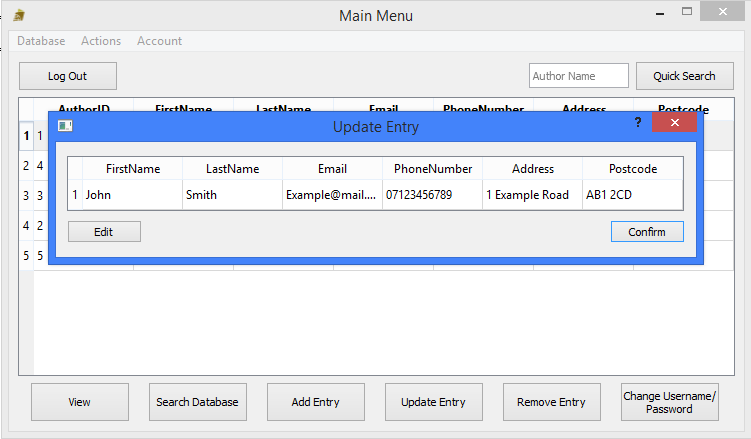 Main Menu
Database Actions Account
Log Out Author Name Quick Search
AuthorID FirstName LastName Email PhoneNumber Address Postcode
Update Entry ?
1 1
FirstName LastName Email PhoneNumber Address Postcode
2 4
1 John Smith Example@mail.... 07123456789 1 Example Road AB1 2CD
3 3
4 2
Edit Confirm
5 5
View Search Database Add Entry Update Entry Remove Entry Change Username/
Password